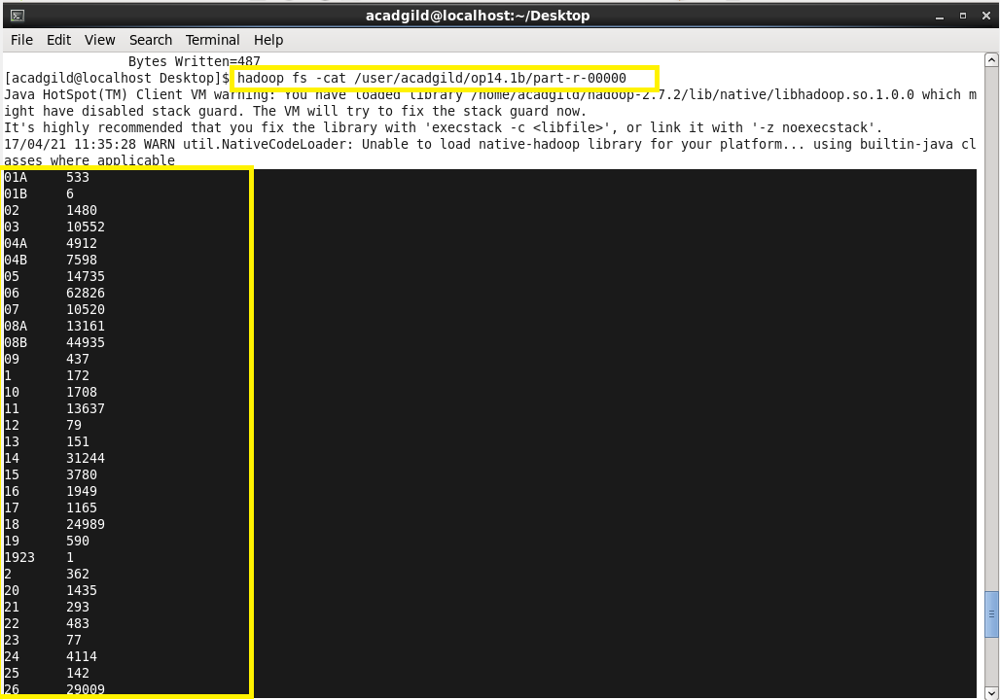 acadgild@localhost:~/Desktop
File Edit View Search Terminal Help
Bytes Written=487
[acadgild@localhost Desktop]$ hadoop fs -cat /user/acadgild/op14.1b/part-r-00000
Java HotSpot(TM) Client VM warning: You have loaded library /home/acadgild/hadoop-2.7.2/lib/native/libhadoop.so.1.0.0 which m
ight have disabled stack guard. The VM will try to fix the stack guard now.
It's highly recommended that you fix the library with 'execstack -c <libfile>', or link it with '-z noexecstack'.
17/04/21 11:35:28 WARN util.NativeCodeLoader: Unable to load native-hadoop library for your platform... using builtin-java cl
asses where applicable
01A 533
01B 6
02 1480
03 10552
04A 4912
04B 7598
05 14735
06 62826
07 10520
08A 13161
08B 44935
09 437
1 172
10 1708
11 13637
12 79
13 151
14 31244
15 3780
16 1949
17 1165
18 24989
19 590
1923 1
2 362
20 1435
21 293
22 483
23 77
24 4114
25 142
26 29009